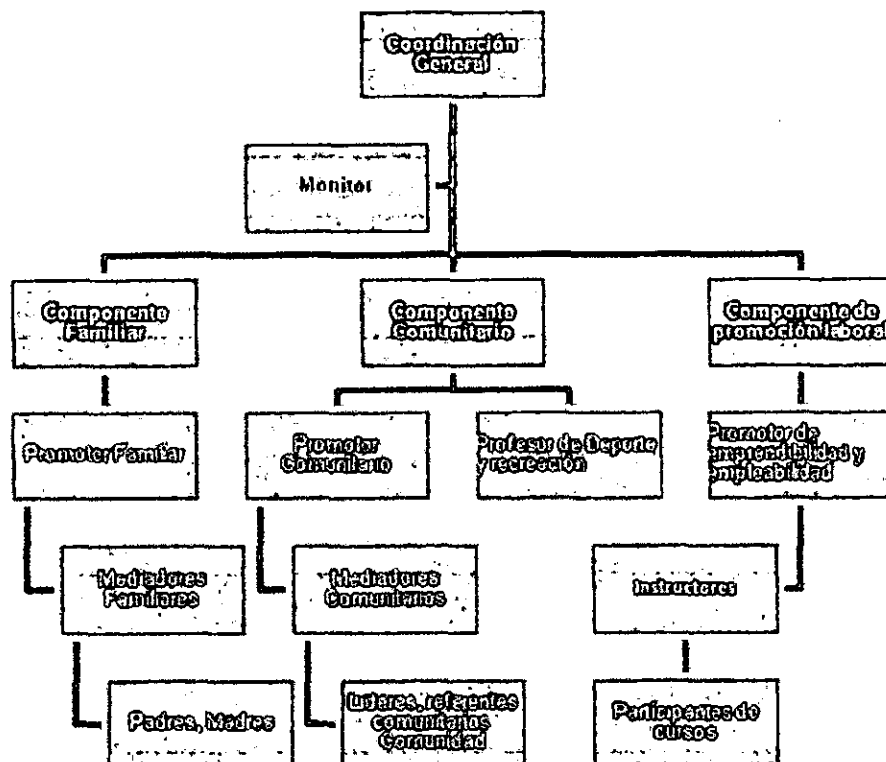 Coordinación
General
Monitor
Componente
Familiar
Componente
Comunitario
Componente de
promoción laboral
Promotor Familiar
Promotor
Comunitario
Profesor de Deporte
y recreación
Promotor de
emprendibilidad y
empleabilidad
Mediadores
Familiares
Mediadores
Comunitarios
Instructores
Padres, Madres
Lideres, referentes
comunitarios
Comunidad
Participantes de
cursos